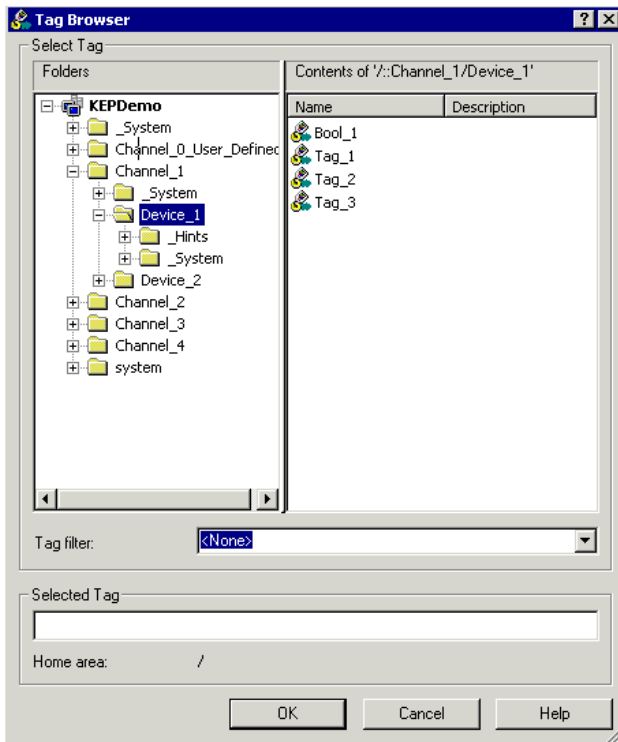 Tag Browser
Select Tag
Folders
Contents of '/::Channel_1/Device_1'
KEPDemo
_System
Channel_0_User_Defined
Channel_1
_System
Device_1
_Hints
_System
Device_2
Channel_2
Channel_3
Channel_4
system
Name Description
Bool_1
Tag_1
Tag_2
Tag_3
Tag filter: <None>
Selected Tag
Home area: /
OK Cancel Help